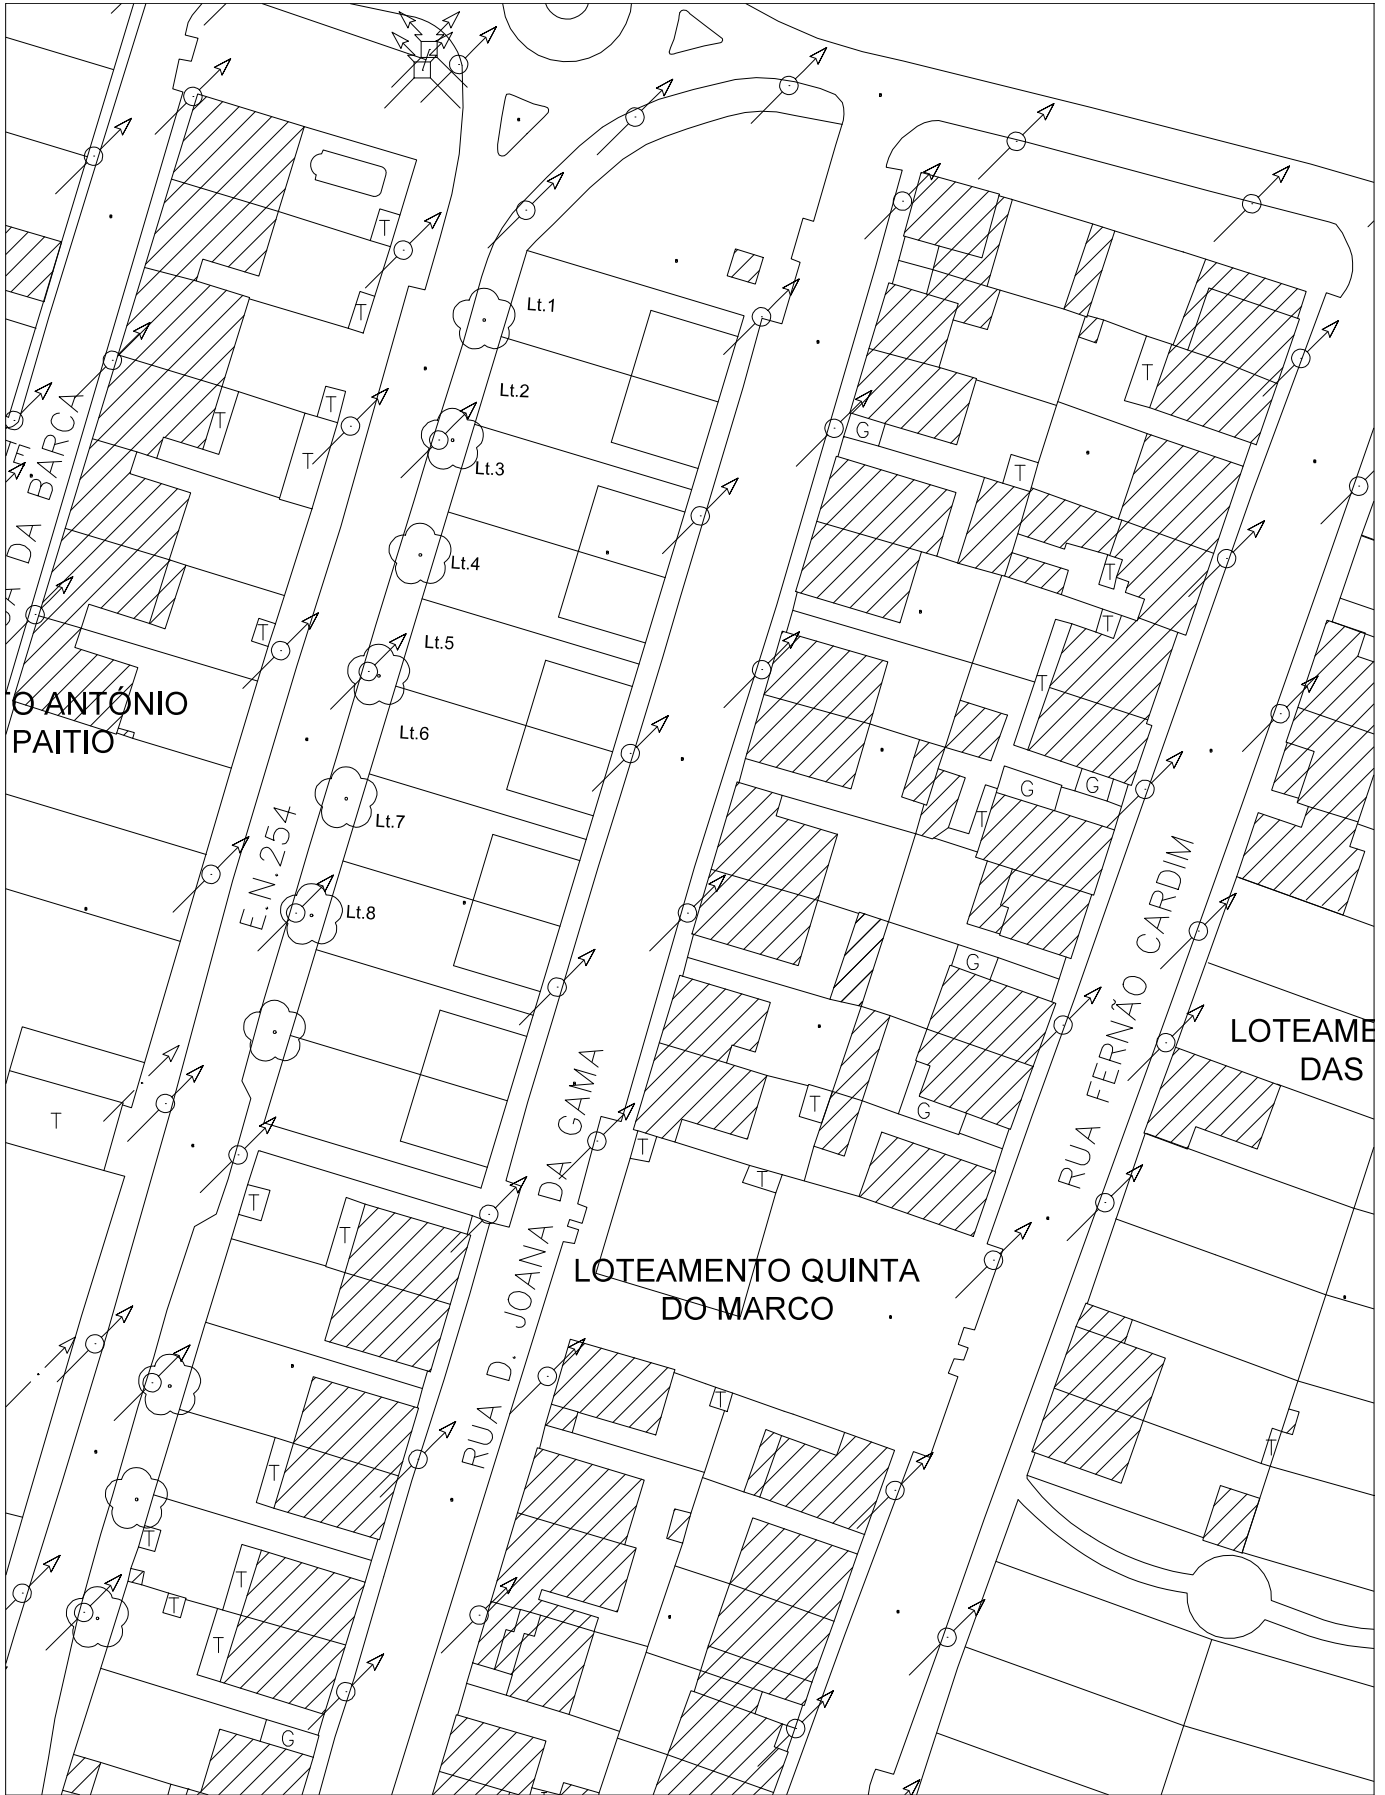 T
T
Lt.1
Lt.2
T
T
T
T
G
Lt.3
T
T
Lt.4
T
T
T
Lt.5
T
DA BARCA
TO ANTÓNIO
PAITIO
Lt.6
G
G
T
Lt.7
E.N.254
Lt.8
G
RUA FERNÃO CARDIM
LOTEAME
DAS
T
T
G
T
T
T
T
RUA D. JOANA DA GAMA
LOTEAMENTO QUINTA
DO MARCO
T
T
T
T
T
T
T
G